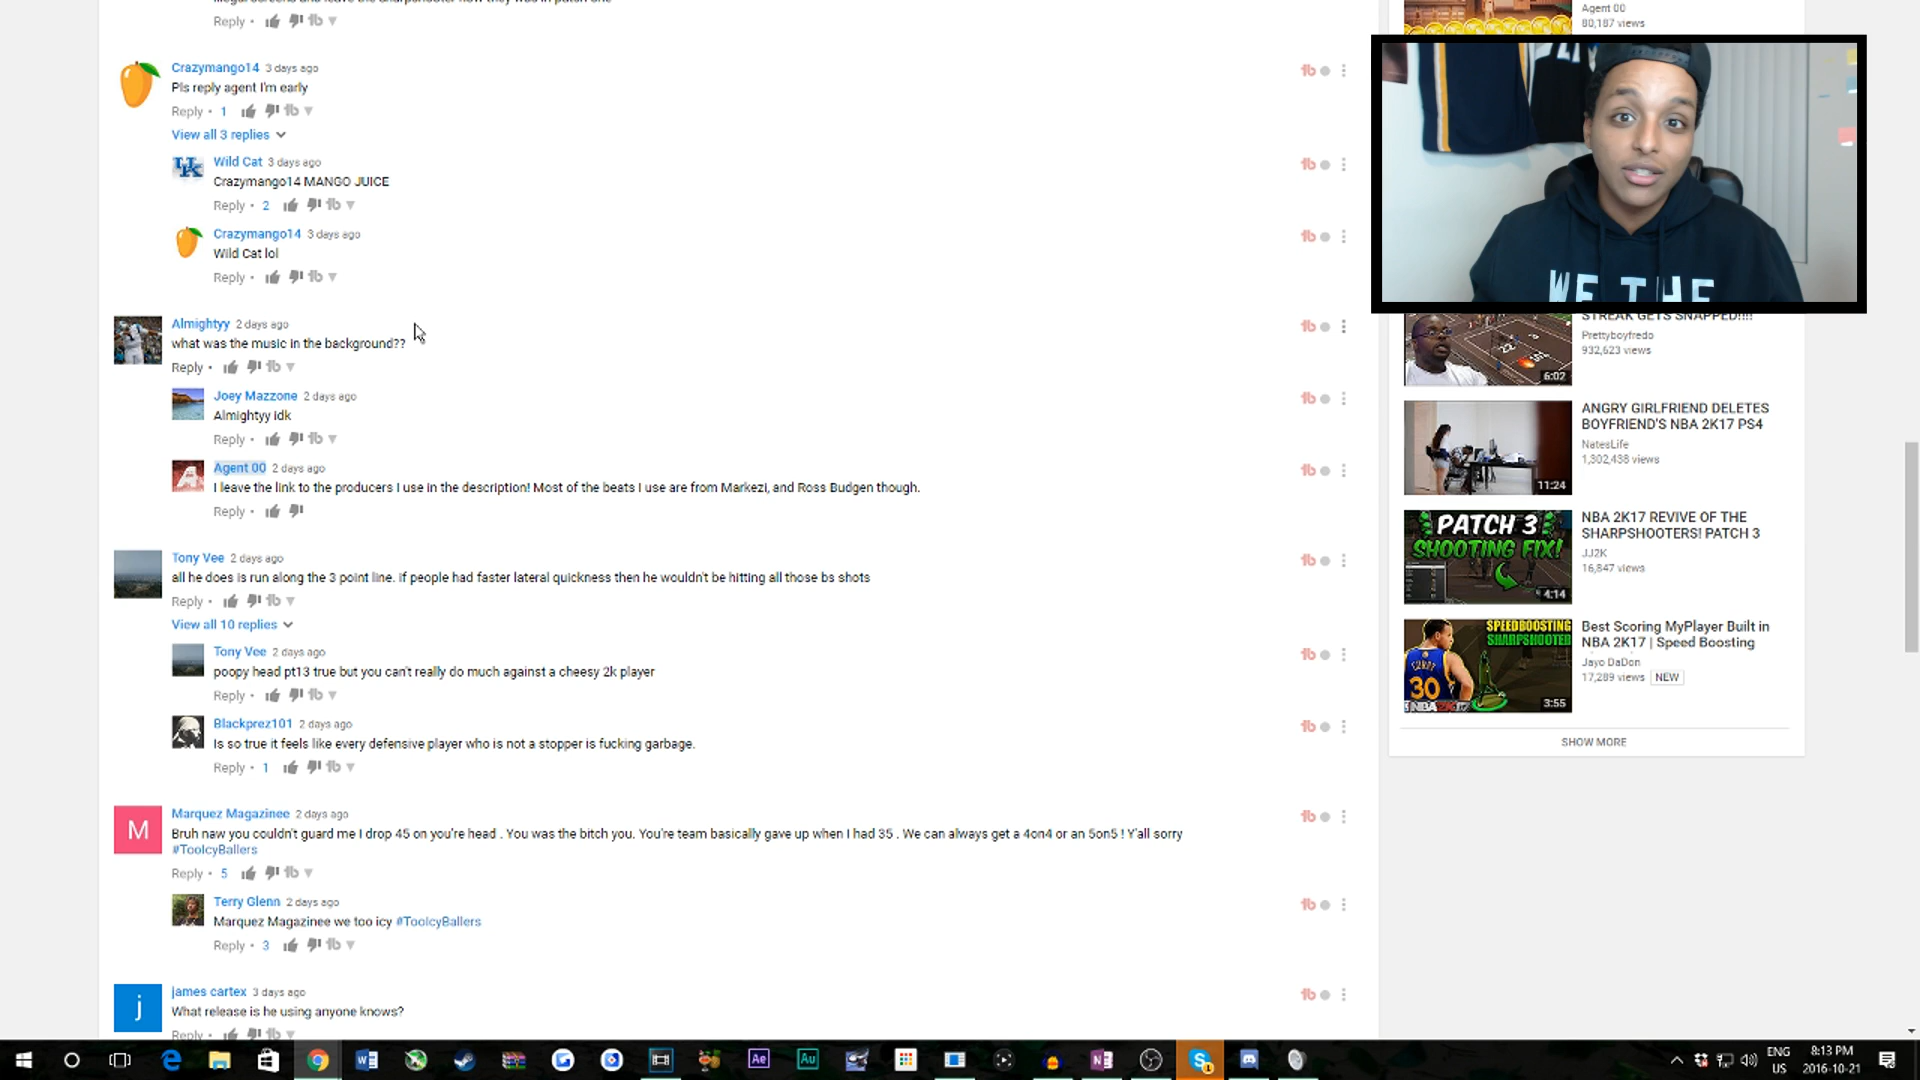 Reply •
Crazymango14 3 days ago
Pls reply agent I'm early
Reply • 1
View all 3 replies
Wild Cat 3 days ago
Crazymango14 MANGO JUICE
Reply • 2
Crazymango14 3 days ago
Wild Cat lol
Reply •
Almightyy 2 days ago
what was the music in the background??
Reply •
Joey Mazzone 2 days ago
Almightyy idk
Reply •
Agent 00 2 days ago
I leave the link to the producers I use in the description! Most of the beats I use are from Markezi, and Ross Budgen though.
Reply •
Tony Vee 2 days ago
all he does is run along the 3 point line. if people had faster lateral quickness then he wouldn't be hitting all those bs shots
Reply •
View all 10 replies
Tony Vee 2 days ago
poopy head pt13 true but you can't really do much against a cheesy 2k player
Reply •
Blackprez101 2 days ago
Is so true it feels like every defensive player who is not a stopper is fucking garbage.
Reply • 1
Marquez Magazinee 2 days ago
M
Bruh naw you couldn't guard me I drop 45 on you're head . You was the bitch you. You're team basically gave up when I had 35 . We can always get a 4on4 or an 5on5 ! Y'all sorry
#TooIcyBallers
Reply • 5
Terry Glenn 2 days ago
Marquez Magazinee we too icy #TooIcyBallers
Reply • 3
james cartex 3 days ago
j
What release is he using anyone knows?
Reply •
Agent 00
80,187 views
WE THE
STREAK GETS SNAPPED!!!!
Prettyboyfredo
932,623 views
6:02
ANGRY GIRLFRIEND DELETES
BOYFRIEND'S NBA 2K17 PS4
NatesLife
1,302,438 views
11:24
PATCH 3
SHOOTING FIX!
4:14
NBA 2K17 REVIVE OF THE
SHARPSHOOTERS! PATCH 3
JJ2K
16,847 views
SPEEDBOOSTING
SHARPSHOOTER
30
3:55
Best Scoring MyPlayer Built in
NBA 2K17 | Speed Boosting
Jayo DaDon
17,289 views NEW
SHOW MORE
ENG
US
8:13 PM
2016-10-21